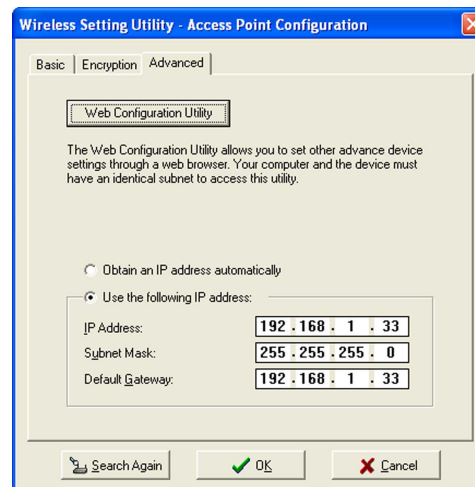 Wireless Setting Utility - Access Point Configuration
Basic Encryption Advanced
Web Configuration Utility
The Web Configuration Utility allows you to set other advance device
settings through a web browser. Your computer and the device must
have an identical subnet to access this utility.
Obtain an IP address automatically
Use the following IP address:
IP Address: 192 . 168 . 1 . 33
Subnet Mask: 255 . 255 . 255 . 0
Default Gateway: 192 . 168 . 1 . 33
Search Again OK Cancel